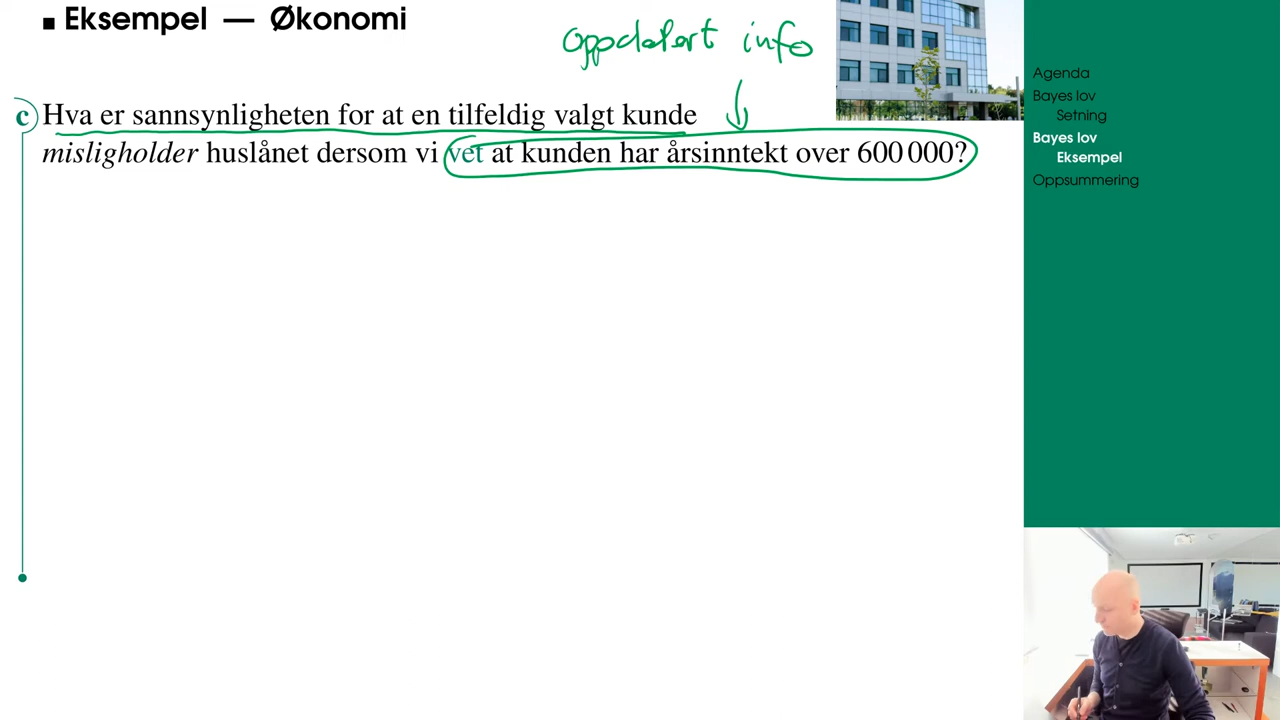 ■ Eksempel — Økonomi
oppdatert info
c Hva er sannsynligheten for at en tilfeldig valgt kunde
misligholder huslånet dersom vi vet at kunden har årsinntekt over 600 000?
Agenda
Bayes lov
Setning
Bayes lov
Eksempel
Oppsummering